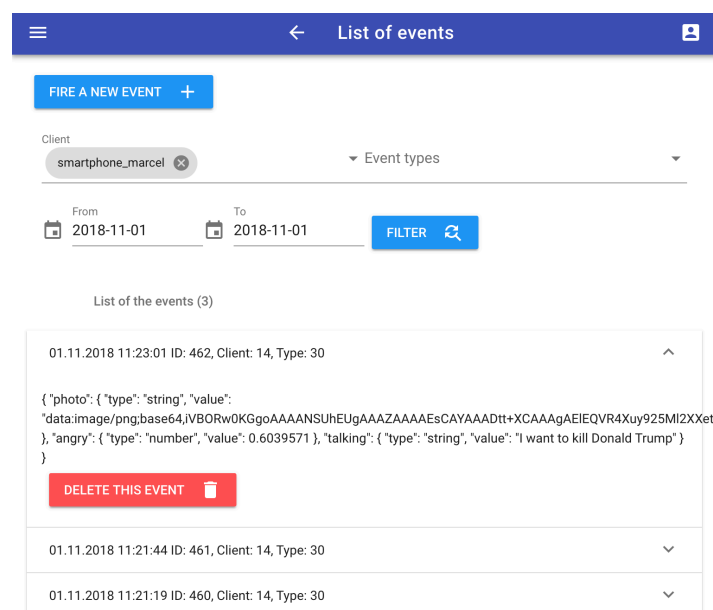 List of events
FIRE A NEW EVENT
Client
smartphone_marcel
Event types
From
2018-11-01
To
2018-11-01
FILTER
List of the events (3)
01.11.2018 11:23:01 ID: 462, Client: 14, Type: 30
{ "photo": { "type": "string", "value":
"data:image/png;base64,iVBORw0KGgoAAAANSUhEUgAAAZAAAAEsCAYAAADtt+XCAAAgAElEQVR4Xuy925Ml2XXet
}, "angry": { "type": "number", "value": 0.6039571 }, "talking": { "type": "string", "value": "I want to kill Donald Trump" }
}
DELETE THIS EVENT
01.11.2018 11:21:44 ID: 461, Client: 14, Type: 30
01.11.2018 11:21:19 ID: 460, Client: 14, Type: 30